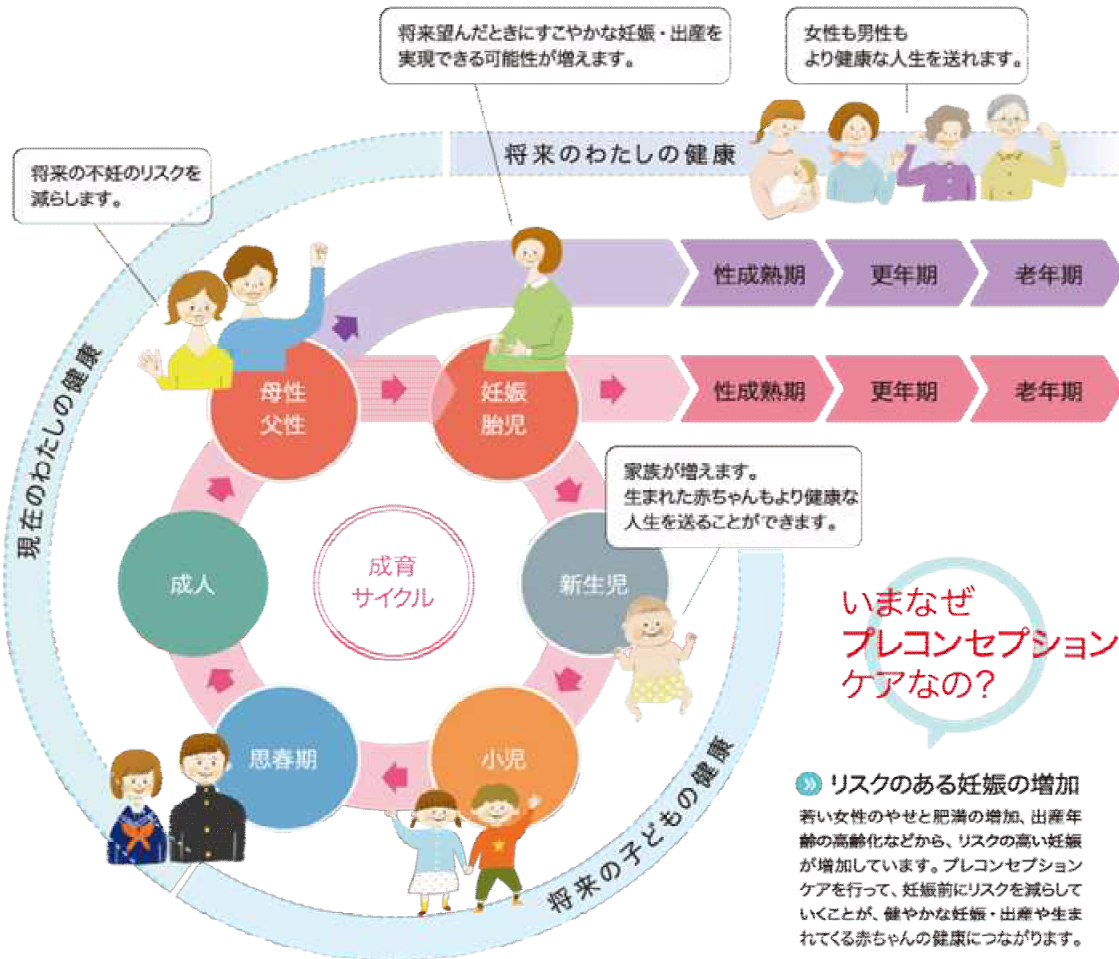 将来望んだときにすこやかな妊娠・出産を
実現できる可能性が増えます。
女性も男性も
より健康な人生を送れます。
将来のわたしの健康
将来の不妊のリスクを
減らします。
現在のわたしの健康
性成熟期
更年期
老年期
母性
父性
妊娠
胎児
性成熟期
更年期
老年期
家族が増えます。
生まれた赤ちゃんもより健康な
人生を送ることができます。
成人
成育
サイクル
新生児
思春期
小児
将来の子どもの健康
いまなぜ
プレコンセプション
ケアなの?
リスクのある妊娠の増加
若い女性のやせと肥満の増加、出産年
齢の高齢化などから、リスクの高い妊娠
が増加しています。プレコンセプション
ケアを行って、妊娠前にリスクを減らして
いくことが、健やかな妊娠・出産や生ま
れてくる赤ちゃんの健康につながります。